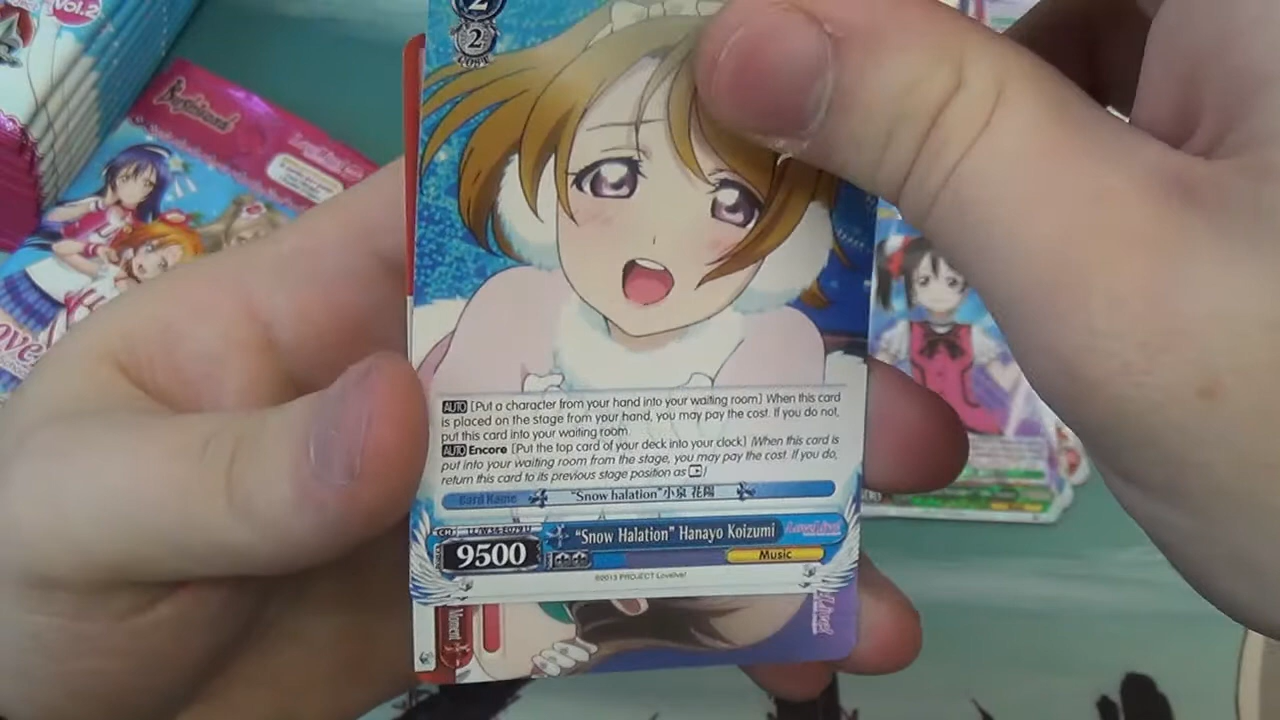 Vol.2
Bushiroad
2
2
COST
AUTO [Put a character from your hand into your waiting room] When this card
is placed on the stage from your hand, you may pay the cost. If you do not,
put this card into your waiting room.
AUTO Encore [Put the top card of your deck into your clock] (When this card is
put into your waiting room from the stage, you may pay the cost. If you do,
return this card to its previous stage position as )
Card Name "Snow halation"小泉 花陽
CH "Snow Halation" Hanayo Koizumi LoveLive!
9500
Music
©2013 PROJECT Lovelive!
Moment